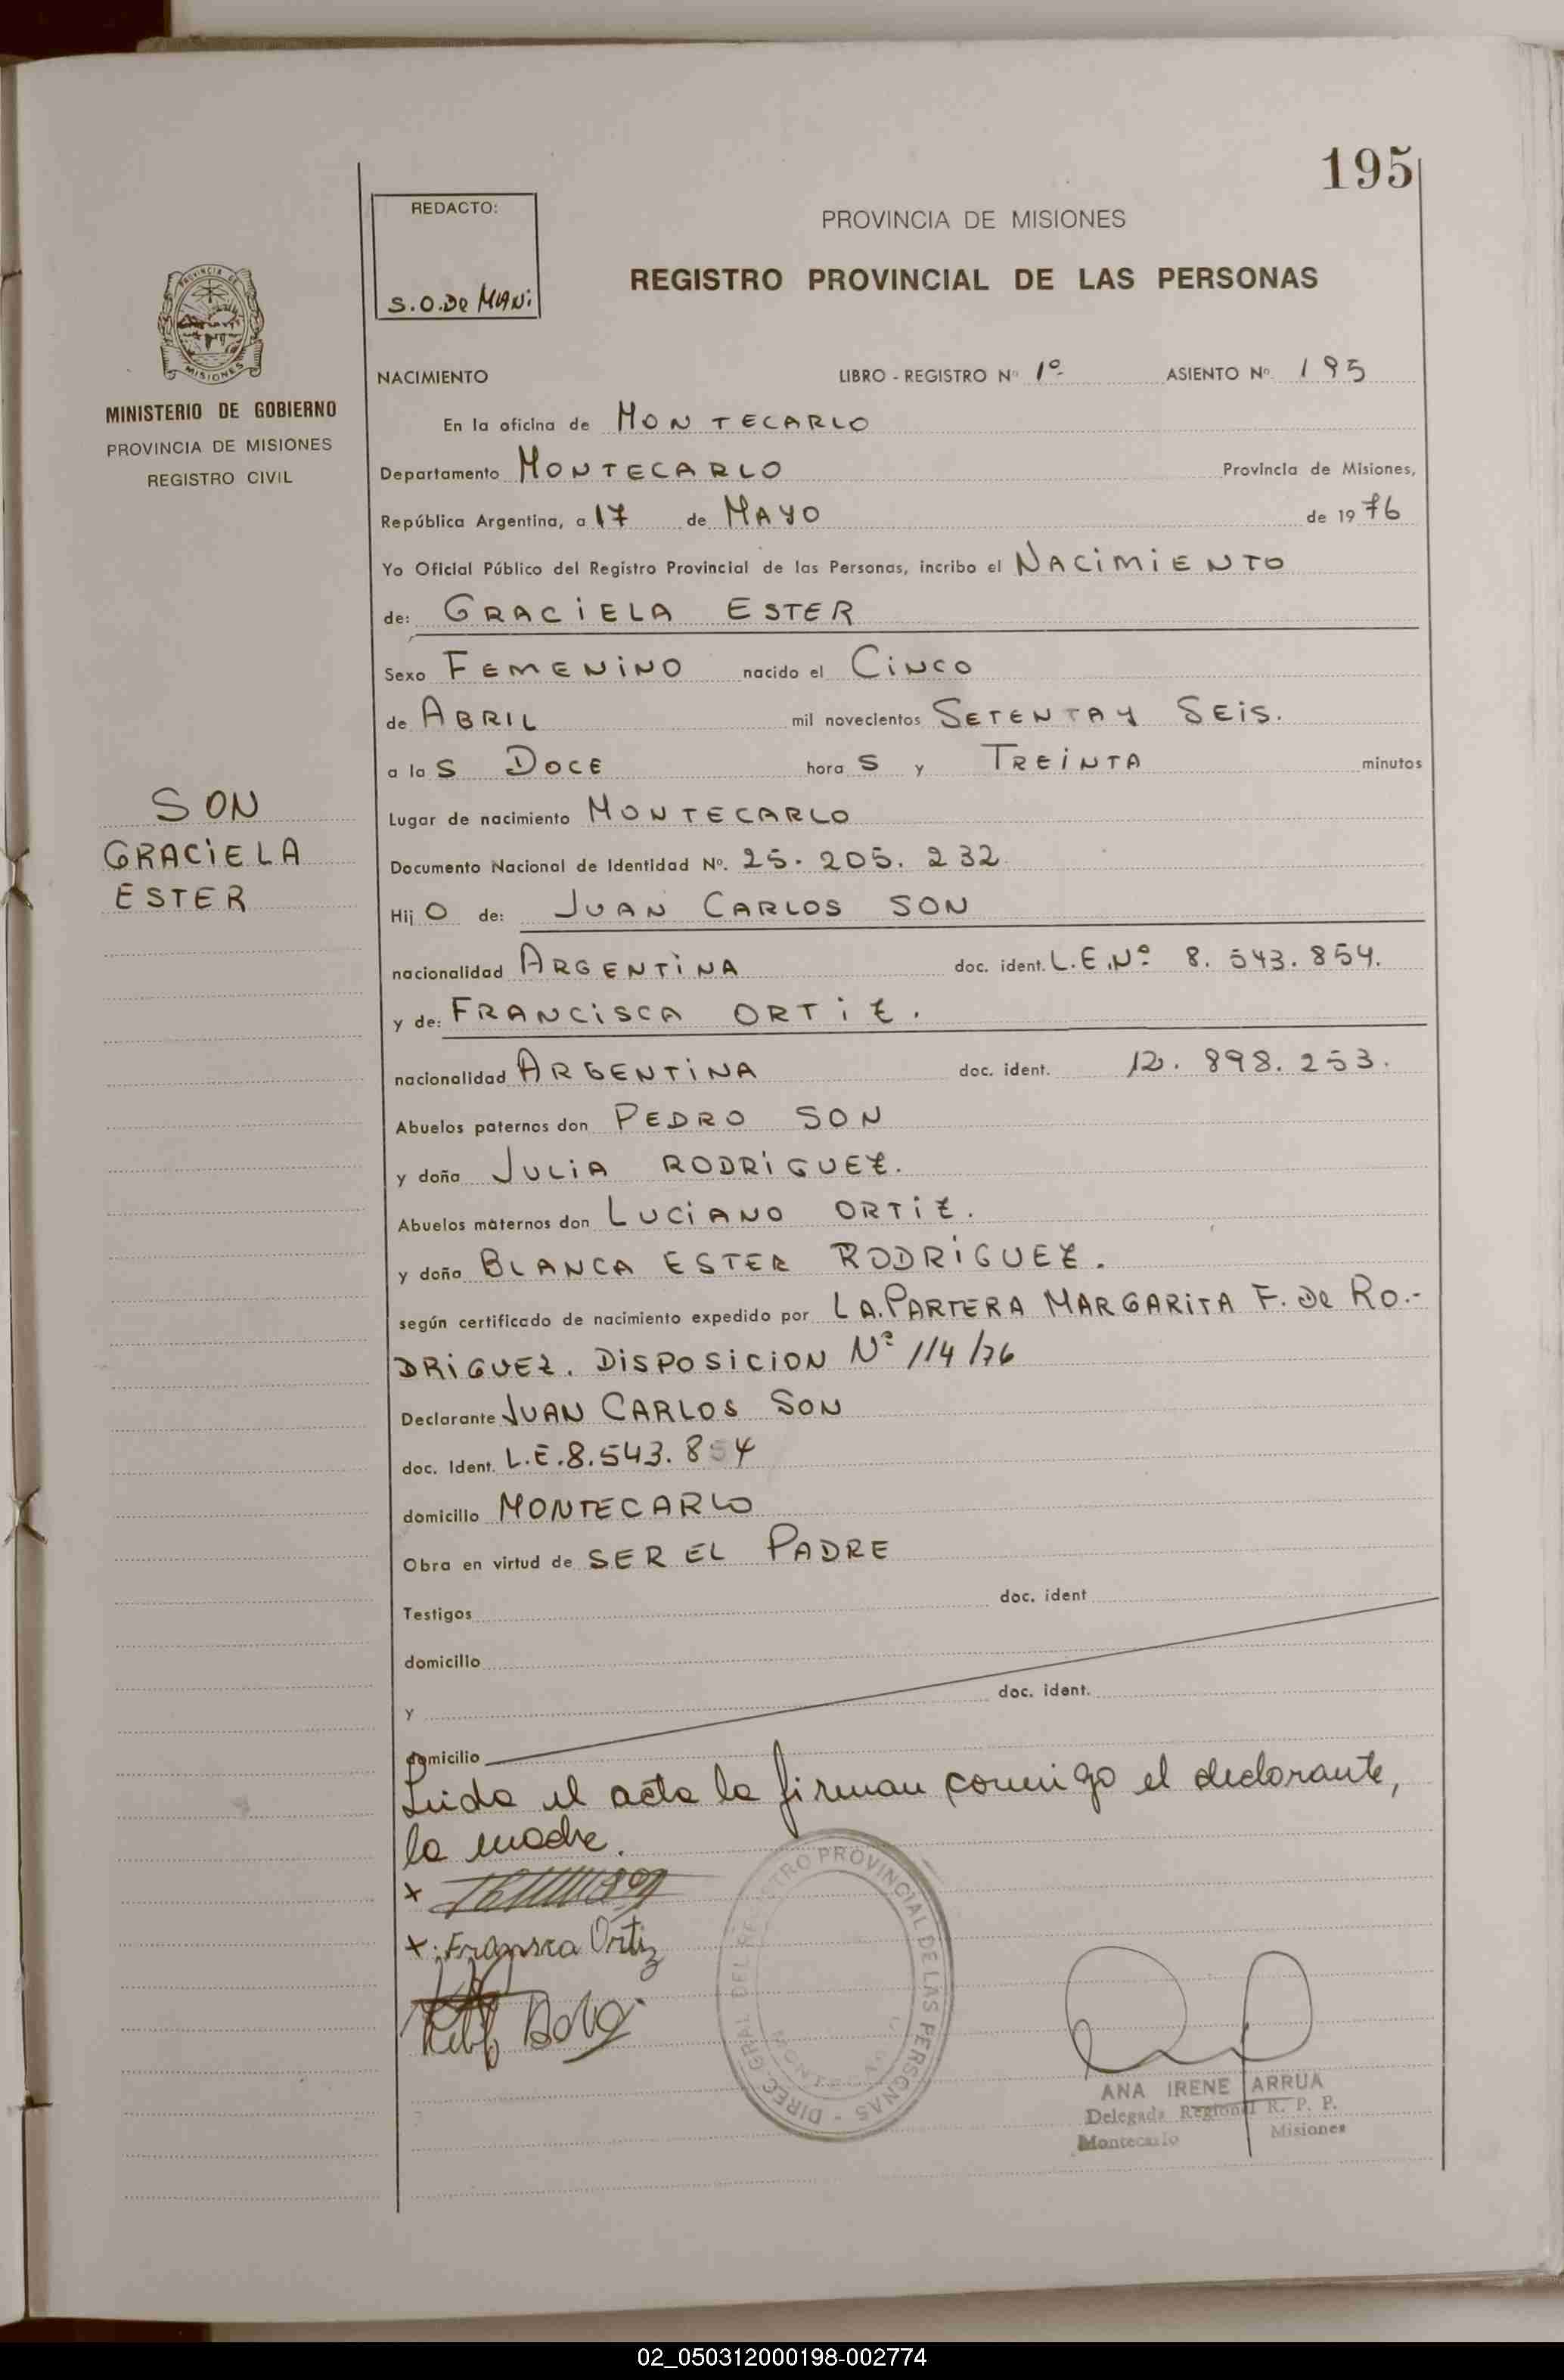 195
REDACTO:
S.O. De MANi
PROVINCIA DE MISIONES
REGISTRO PROVINCIAL DE LAS PERSONAS
PROVINCIA DE
MISIONES
MINISTERIO DE GOBIERNO
PROVINCIA DE MISIONES
REGISTRO CIVIL
NACIMIENTO LIBRO - REGISTRO Nº 1º ASIENTO Nº 195
En la oficina de MONTECARLO
Departamento MONTECARLO Provincia de Misiones,
República Argentina, a 17 de MAYO de 1976
Yo Oficial Público del Registro Provincial de las Personas, incribo el NACiMiENTO
de: GRACiELA ESTER
Sexo FEMENiNO nacido el CiNCO
de ABRIL mil novecientos SETENTA Y SEiS.
a las DOCE horas y TREiNTA minutos
SON
GRACiELA
ESTER
Lugar de nacimiento MONTECARLO
Documento Nacional de Identidad Nº. 25.205.232
Hijo de: JUAN CARLOS SON
nacionalidad ARGENTiNA doc. ident. L.E.Nº 8.543.854.
y de: FRANCiSCA ORTiZ.
nacionalidad ARGENTiNA doc. ident. 12.898.253.
Abuelos paternos don PEDRO SON
y doña JULiA RODRiGUEZ.
Abuelos maternos don LUCiANO ORTiZ.
y doña BLANCA ESTER RODRiGUEZ.
según certificado de nacimiento expedido por LA.PARTERA MARGARiTA F. De RO.-
DRiGUEZ. DiSPOSiCiON Nº 114/76
Declarante JUAN CARLOS SON
doc. Ident. L.E.8.543.854
domicilio MONTECARLO
Obra en virtud de SER EL PADRE
Testigos doc. ident
domicilio
y doc. ident.
domicilio
Leida el acta la firman conmigo el declarante,
la madre.
x
x: Fransca Ortiz
DIREC. GRAL DEL REGISTRO PROVINCIAL DE LAS PERSONAS -
MONTECARLO
ANA IRENE ARRUA
Delegada Regional R. P. P.
Montecarlo Misiones
02_050312000198-002774